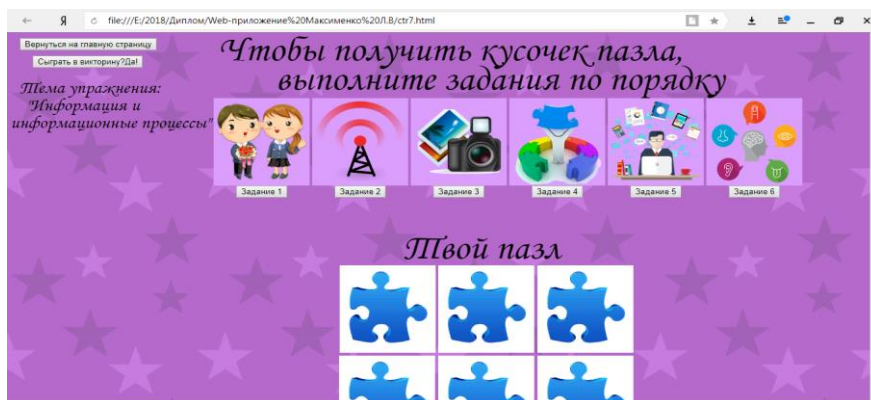 Я
file:///E:/2018/Диплом/Web-приложение%20Максименко%20Л.В/ctr7.html
Вернуться на главную страницу
Сыграть в викторину?Да!
Чтобы получить кусочек пазла,
выполните задания по порядку
Тема упражнения:
"Информация и
информационные процессы"
Задание 1
Задание 2
Задание 3
Задание 4
Задание 5
Задание 6
Твой пазл